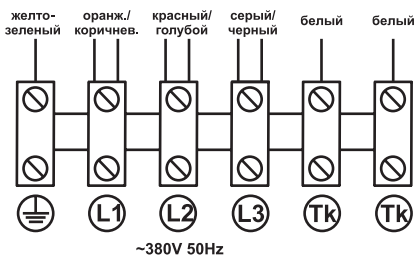 желто-
зеленый
оранж./
коричнев.
красный/
голубой
серый/
черный
белый
белый
L1 L2 L3 Tk Tk
~380V 50Hz